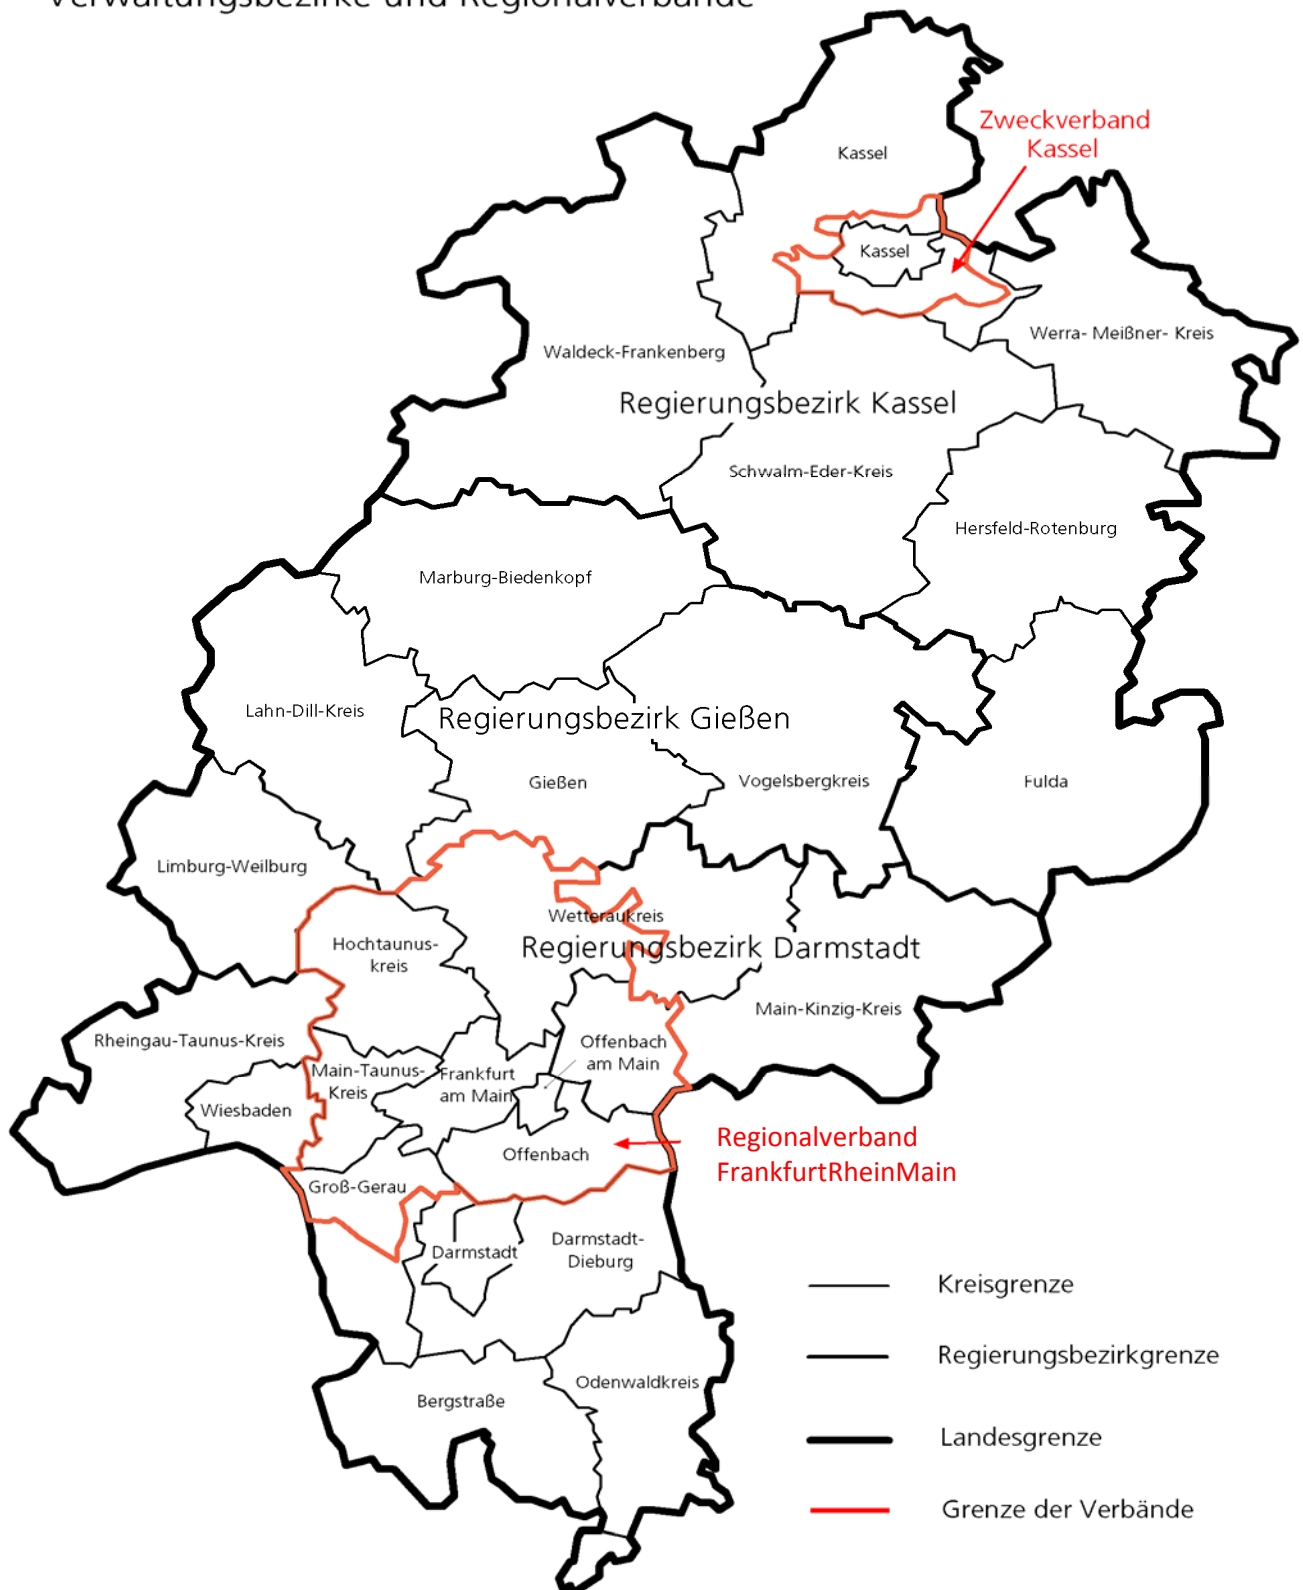 Verwaltungsbezirke und Regionalverbände
Zweckverband
Kassel
Kassel
Kassel
Werra- Meißner- Kreis
Waldeck-Frankenberg
Regierungsbezirk Kassel
Schwalm-Eder-Kreis
Hersfeld-Rotenburg
Marburg-Biedenkopf
Lahn-Dill-Kreis
Regierungsbezirk Gießen
Gießen
Vogelsbergkreis
Fulda
Limburg-Weilburg
Wetteraukreis
Hochtaunus-
kreis
Regierungsbezirk Darmstadt
Main-Kinzig-Kreis
Rheingau-Taunus-Kreis
Offenbach
am Main
Main-Taunus-
Kreis
Frankfurt
am Main
Wiesbaden
Regionalverband
FrankfurtRheinMain
Offenbach
Groß-Gerau
Darmstadt
Darmstadt-
Dieburg
Kreisgrenze
Regierungsbezirkgrenze
Odenwaldkreis
Bergstraße
Landesgrenze
Grenze der Verbände